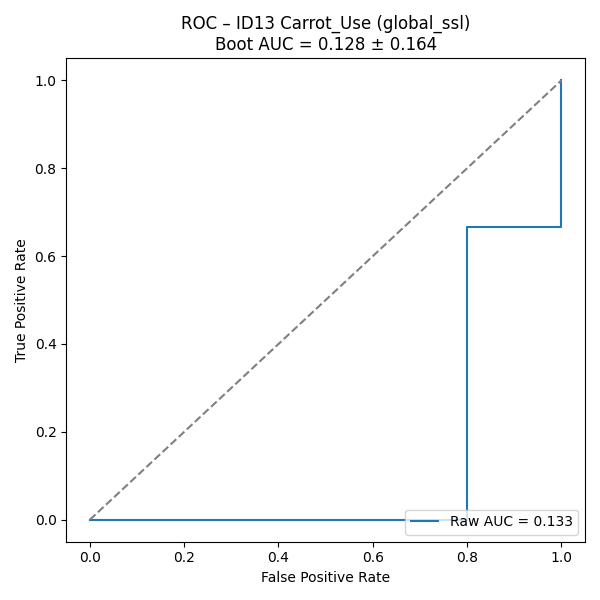 ROC – ID13 Carrot_Use (global_ssl)
Boot AUC = 0.128 ± 0.164
True Positive Rate
1.0
0.8
0.6
0.4
0.2
0.0
Raw AUC = 0.133
0.0 0.2 0.4 0.6 0.8 1.0
False Positive Rate